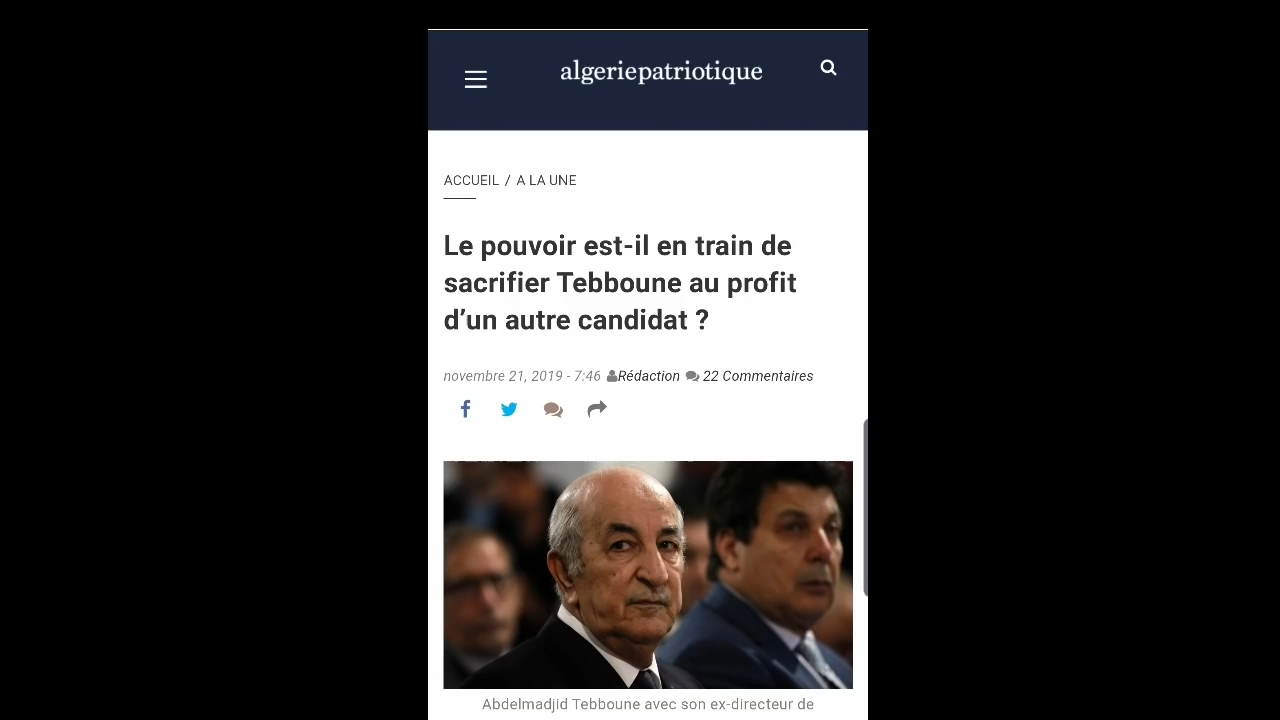 algeriepatriotique
ACCUEIL / A LA UNE
Le pouvoir est-il en train de
sacrifier Tebboune au profit
d’un autre candidat ?
novembre 21, 2019 - 7:46 Rédaction 22 Commentaires
Abdelmadjid Tebboune avec son ex-directeur de